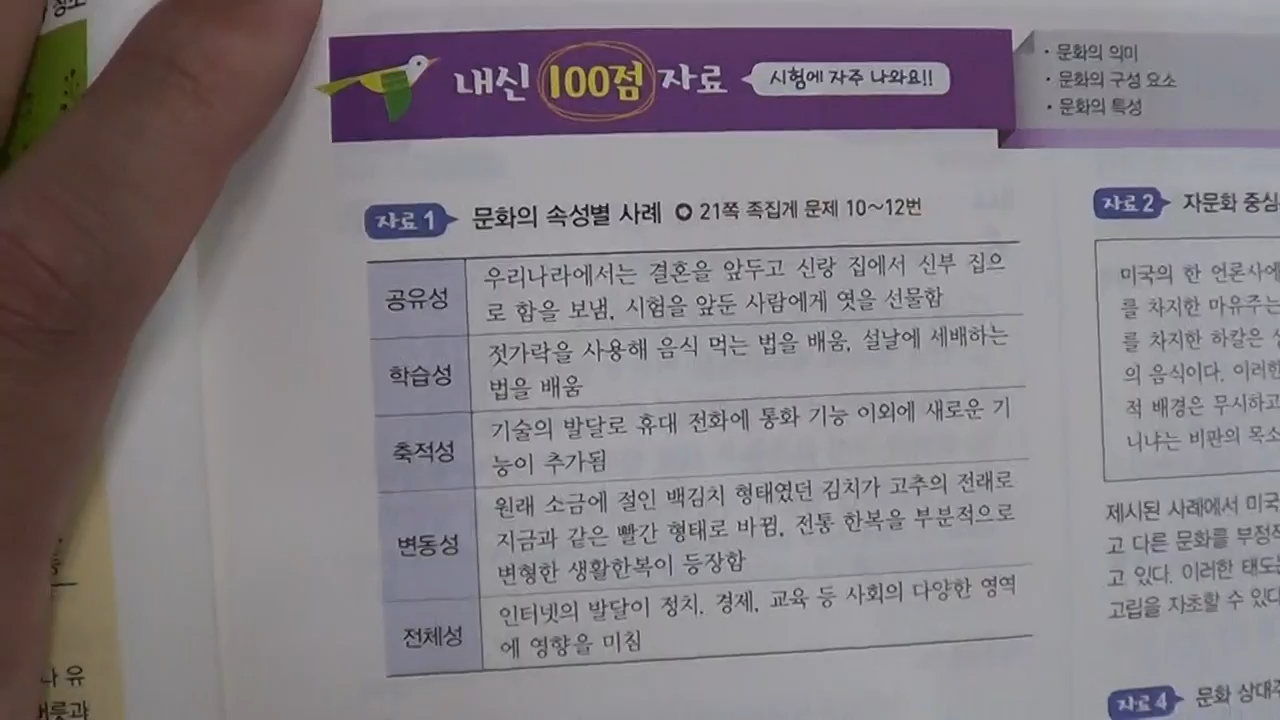 내신 100점 자료 시험에 자주 나와요!!
· 문화의 의미
· 문화의 구성 요소
· 문화의 특성
자료 1 문화의 속성별 사례 21쪽 족집게 문제 10~12번
공유성
우리나라에서는 결혼을 앞두고 신랑 집에서 신부 집으
로 함을 보냄, 시험을 앞둔 사람에게 엿을 선물함
학습성
젓가락을 사용해 음식 먹는 법을 배움, 설날에 세배하는
법을 배움
축적성
기술의 발달로 휴대 전화에 통화 기능 이외에 새로운 기
능이 추가됨
변동성
원래 소금에 절인 백김치 형태였던 김치가 고추의 전래로
지금과 같은 빨간 형태로 바뀜, 전통 한복을 부분적으로
변형한 생활한복이 등장함
전체성
인터넷의 발달이 정치, 경제, 교육 등 사회의 다양한 영역
에 영향을 미침
자료 2 자문화 중심
미국의 한 언론사에
를 차지한 마유주는
를 차지한 하칼은
의 음식이다. 이러한
적 배경은 무시하고
니냐는 비판의 목소
제시된 사례에서 미국
고 다른 문화를 부정적
고 있다. 이러한 태도는
고립을 자초할 수 있다
자료 4 문화 상대주
나 유